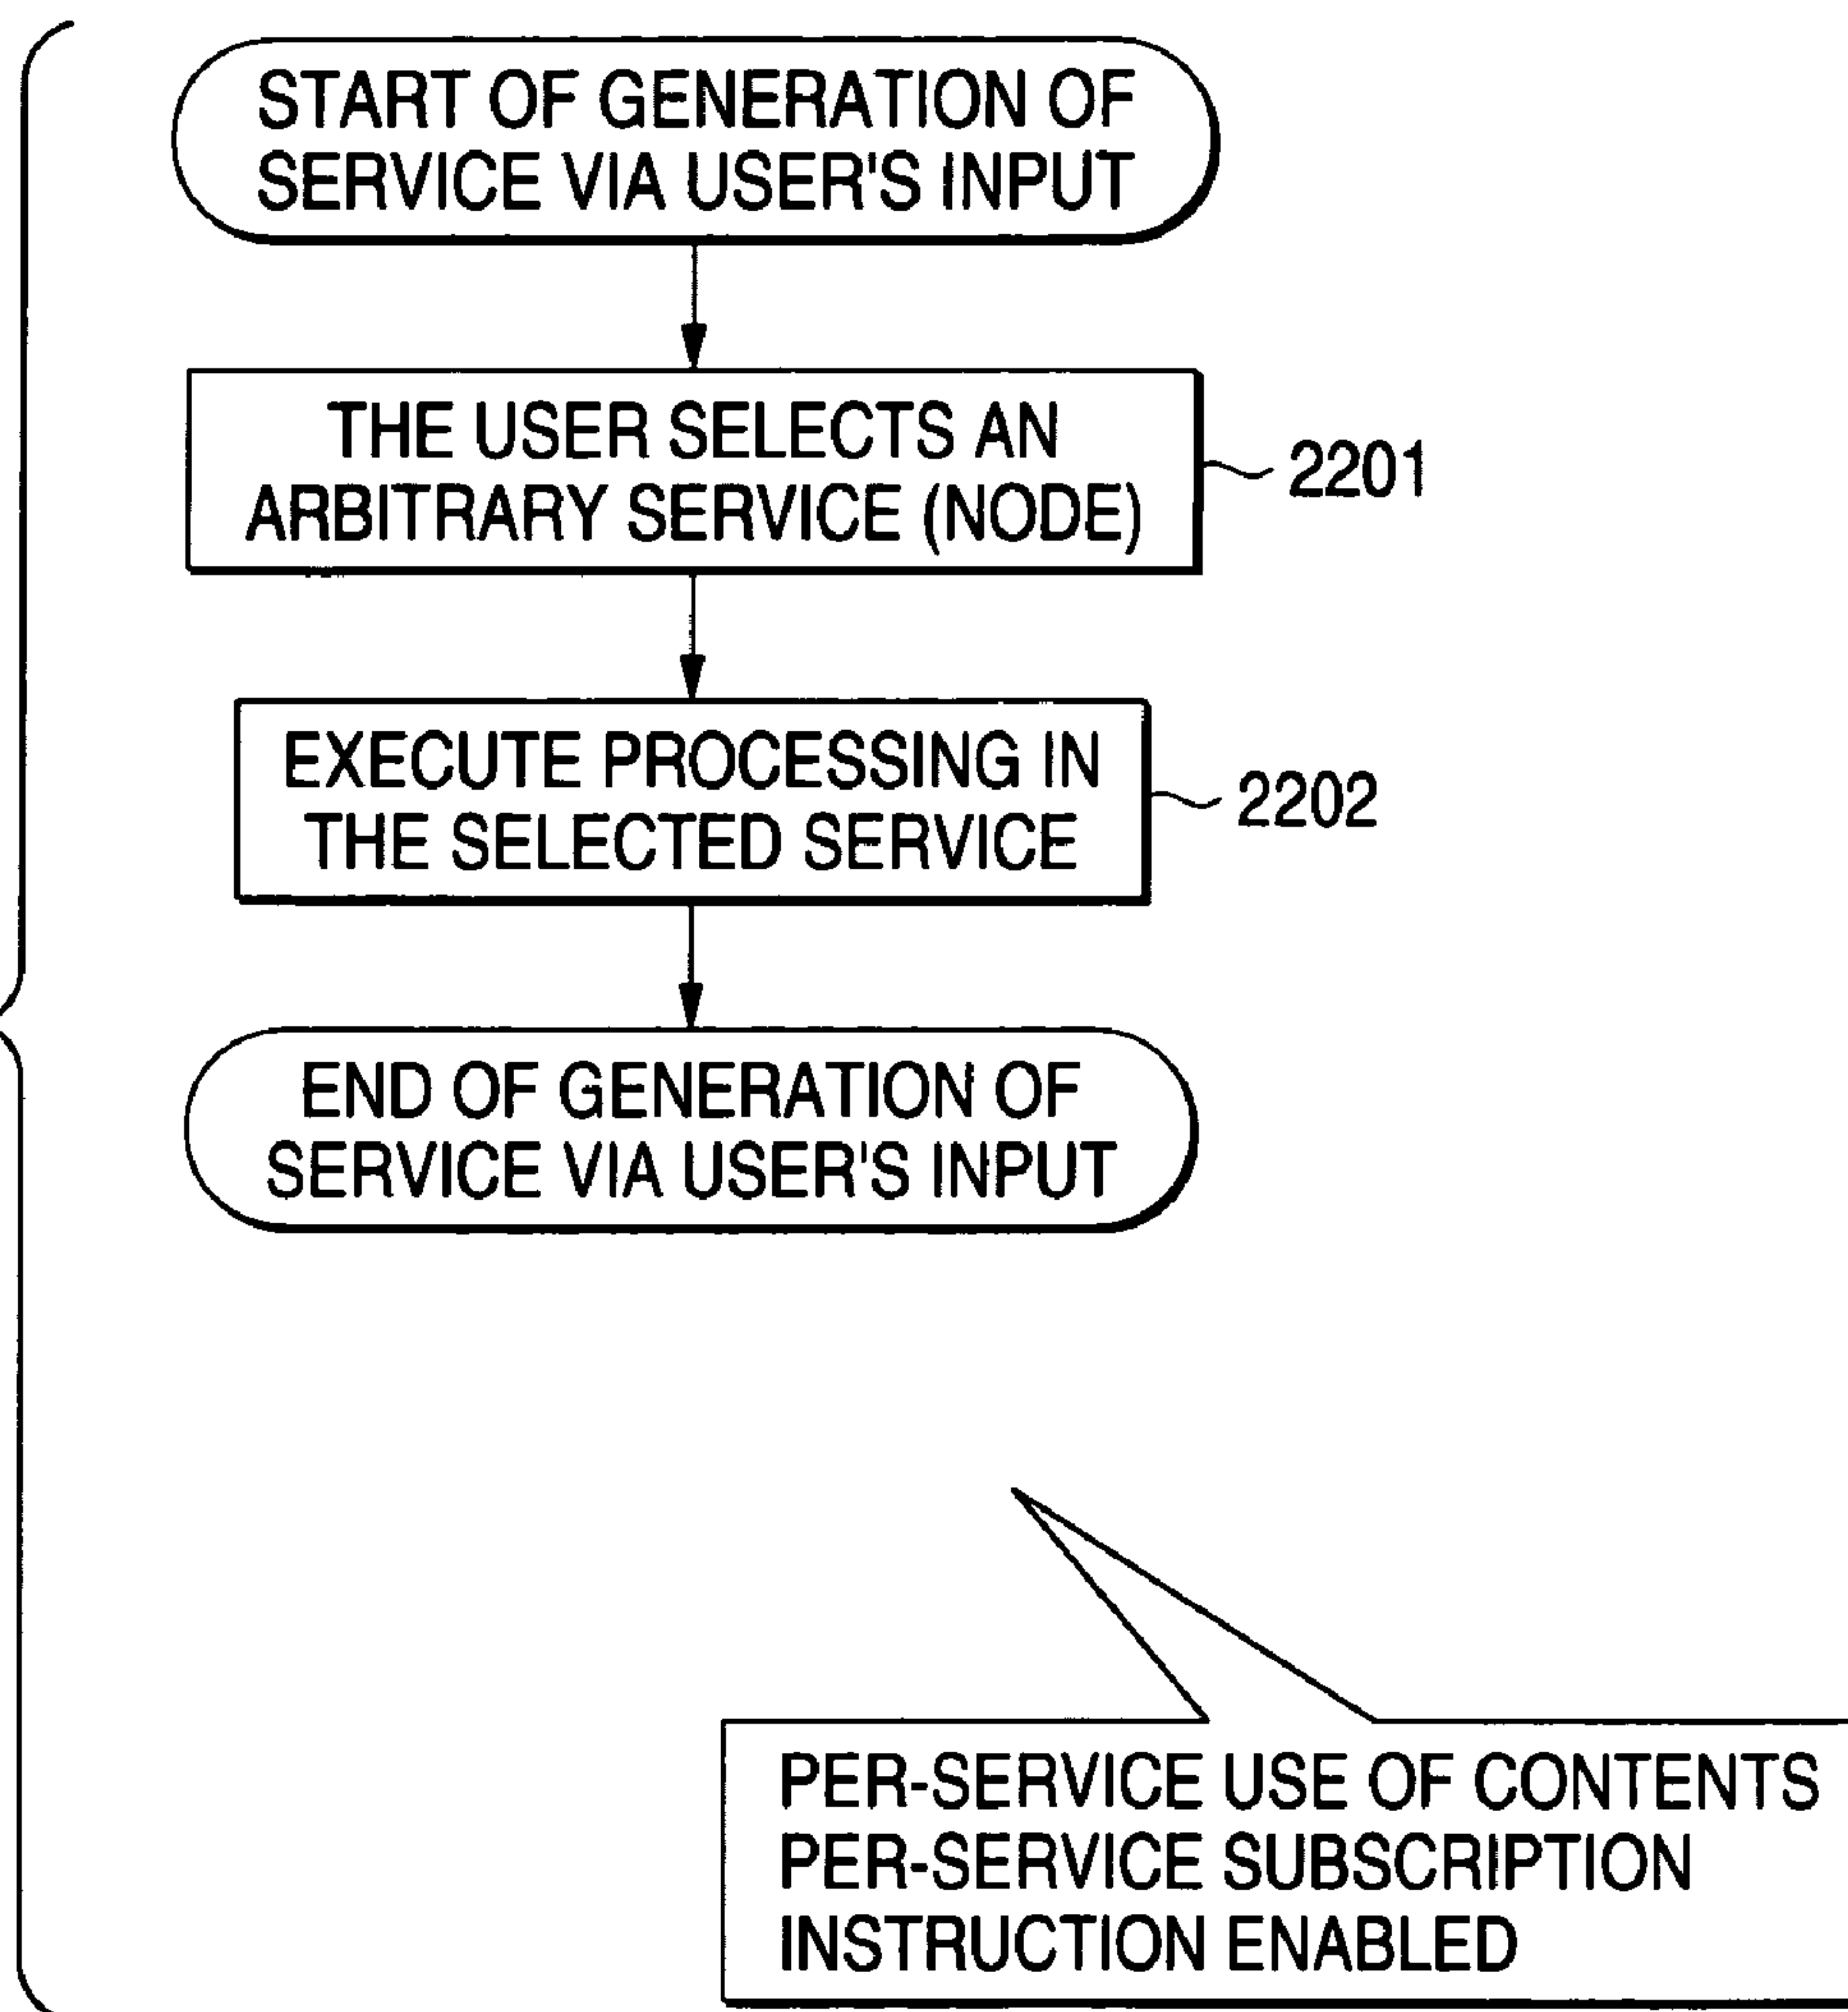 START OF GENERATION OF
SERVICE VIA USER'S INPUT
THE USER SELECTS AN
ARBITRARY SERVICE (NODE)
2201
EXECUTE PROCESSING IN
THE SELECTED SERVICE
2202
END OF GENERATION OF
SERVICE VIA USER'S INPUT
PER-SERVICE USE OF CONTENTS
PER-SERVICE SUBSCRIPTION
INSTRUCTION ENABLED